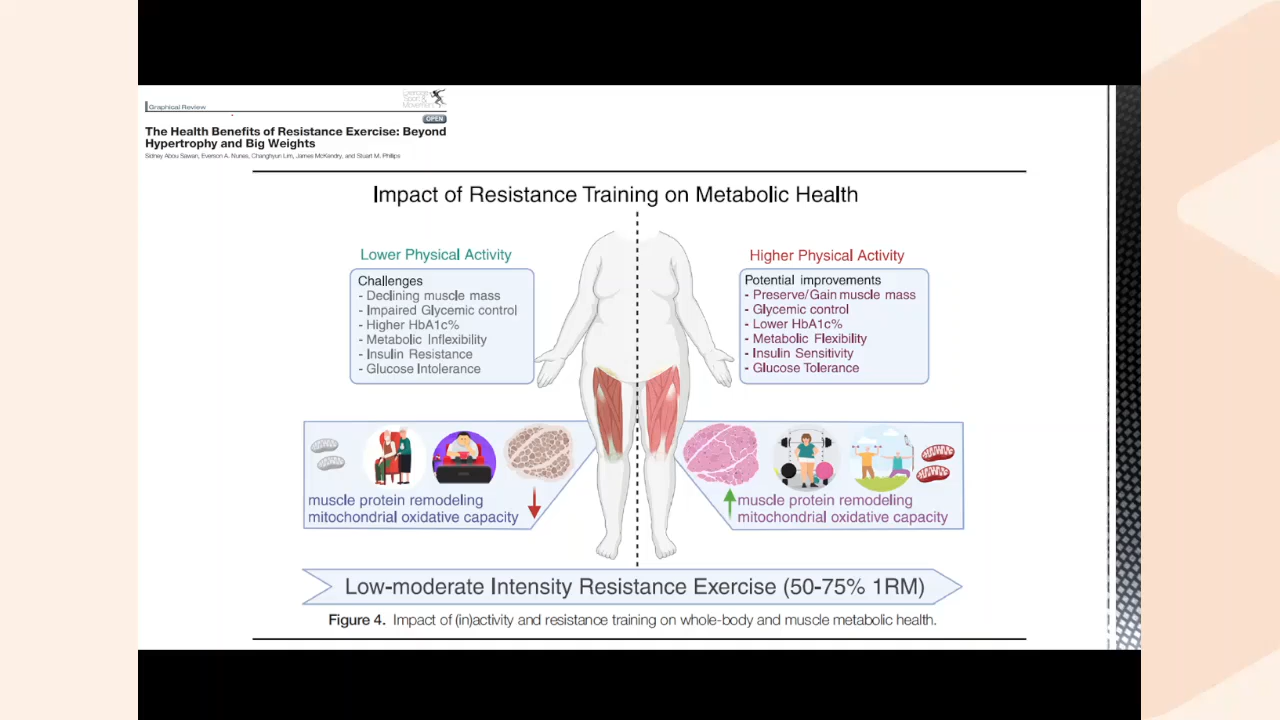 Graphical Review
Exercise
Sport &
Movement
OPEN
The Health Benefits of Resistance Exercise: Beyond
Hypertrophy and Big Weights
Sidney Abou Sawan, Everson A. Nunes, Changhyun Lim, James McKendry, and Stuart M. Phillips
Impact of Resistance Training on Metabolic Health
Lower Physical Activity
Challenges
- Declining muscle mass
- Impaired Glycemic control
- Higher HbA1c%
- Metabolic Inflexibility
- Insulin Resistance
- Glucose Intolerance
Higher Physical Activity
Potential improvements
- Preserve/Gain muscle mass
- Glycemic control
- Lower HbA1c%
- Metabolic Flexibility
- Insulin Sensitivity
- Glucose Tolerance
muscle protein remodeling
mitochondrial oxidative capacity
muscle protein remodeling
mitochondrial oxidative capacity
Low-moderate Intensity Resistance Exercise (50-75% 1RM)
Figure 4. Impact of (in)activity and resistance training on whole-body and muscle metabolic health.